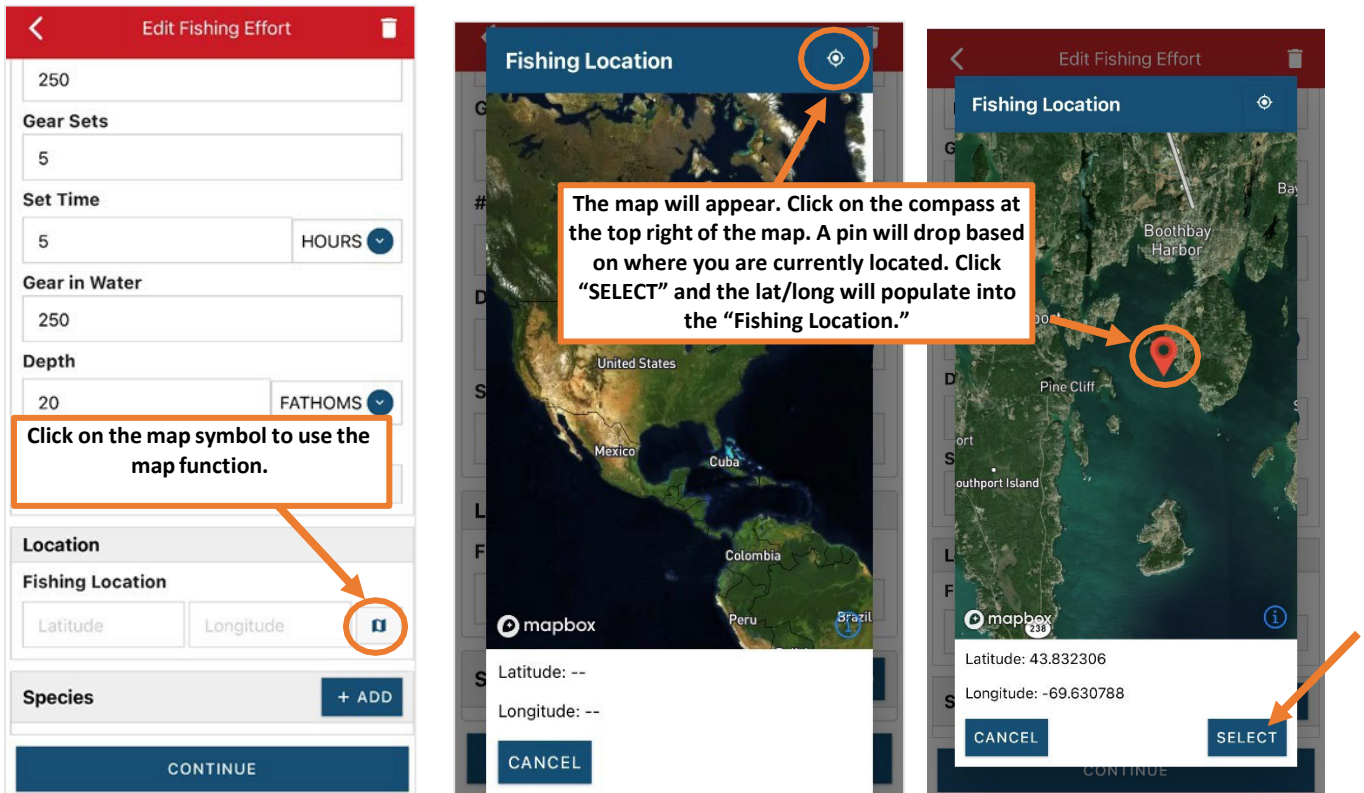 Edit Fishing Effort
250
Gear Sets
5
Set Time
5
HOURS
Gear in Water
250
Depth
20
FATHOMS
Click on the map symbol to use the
map function.
Location
Fishing Location
Latitude
Longitude
Species
+ ADD
CONTINUE
Fishing Location
G
#
D
S
L
F
S
The map will appear. Click on the compass at
the top right of the map. A pin will drop based
on where you are currently located. Click
“SELECT” and the lat/long will populate into
the “Fishing Location.”
United States
Mexico
Cuba
Colombia
Peru
Brazil
mapbox
Latitude: --
Longitude: --
CANCEL
Edit Fishing Effort
Fishing Location
G
D
S
L
F
S
Bay
Boothbay
Harbor
port
Pine Cliff
ort
outhport Island
mapbox
238
Latitude: 43.832306
Longitude: -69.630788
CANCEL
SELECT
CONTINUE